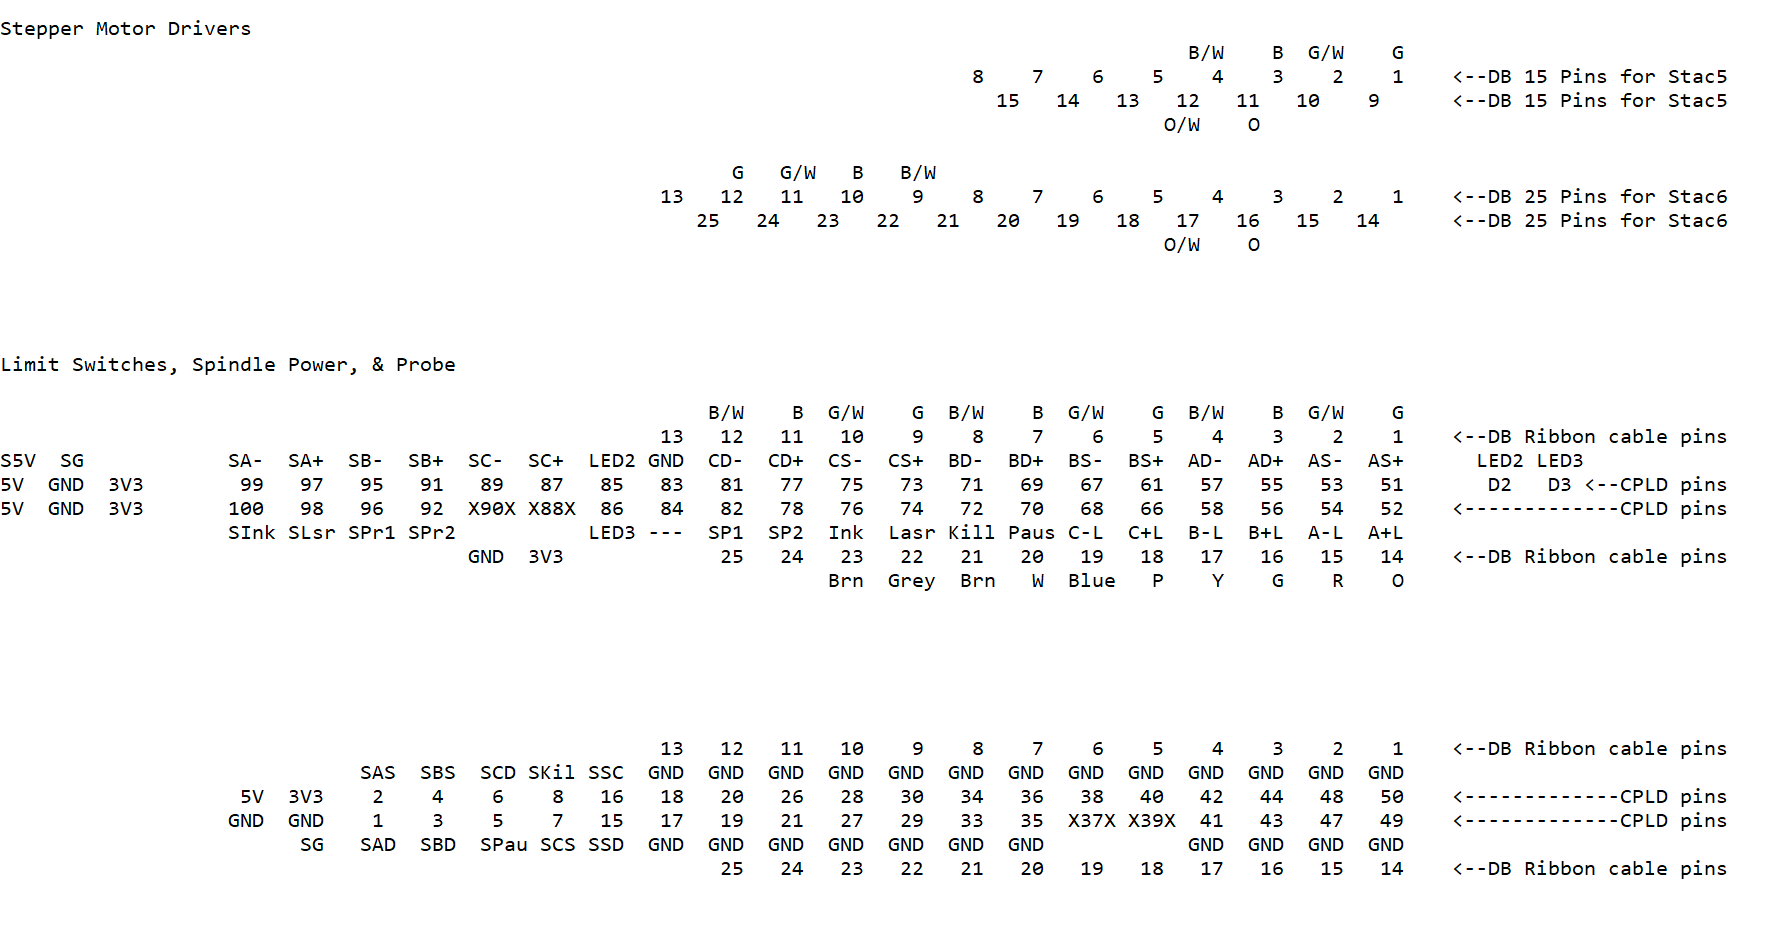 Stepper Motor Drivers
B/W B G/W G
8 7 6 5 4 3 2 1 <--DB 15 Pins for Stac5
15 14 13 12 11 10 9 <--DB 15 Pins for Stac5
O/W O
G G/W B B/W
13 12 11 10 9 8 7 6 5 4 3 2 1 <--DB 25 Pins for Stac6
25 24 23 22 21 20 19 18 17 16 15 14 <--DB 25 Pins for Stac6
O/W O
Limit Switches, Spindle Power, & Probe
B/W B G/W G B/W B G/W G B/W B G/W G
13 12 11 10 9 8 7 6 5 4 3 2 1 <--DB Ribbon cable pins
S5V SG SA- SA+ SB- SB+ SC- SC+ LED2 GND CD- CD+ CS- CS+ BD- BD+ BS- BS+ AD- AD+ AS- AS+ LED2 LED3
5V GND 3V3 99 97 95 91 89 87 85 83 81 77 75 73 71 69 67 61 57 55 53 51 D2 D3 <--CPLD pins
5V GND 3V3 100 98 96 92 X90X X88X 86 84 82 78 76 74 72 70 68 66 58 56 54 52 <-------------CPLD pins
SInk SLsr SPr1 SPr2 LED3 --- SP1 SP2 Ink Lasr Kill Paus C-L C+L B-L B+L A-L A+L
GND 3V3 25 24 23 22 21 20 19 18 17 16 15 14 <--DB Ribbon cable pins
Brn Grey Brn W Blue P Y G R O
13 12 11 10 9 8 7 6 5 4 3 2 1 <--DB Ribbon cable pins
SAS SBS SCD SKil SSC GND GND GND GND GND GND GND GND GND GND GND GND GND
5V 3V3 2 4 6 8 16 18 20 26 28 30 34 36 38 40 42 44 48 50 <-------------CPLD pins
GND GND 1 3 5 7 15 17 19 21 27 29 33 35 X37X X39X 41 43 47 49 <-------------CPLD pins
SG SAD SBD SPau SCS SSD GND GND GND GND GND GND GND GND GND GND GND
25 24 23 22 21 20 19 18 17 16 15 14 <--DB Ribbon cable pins